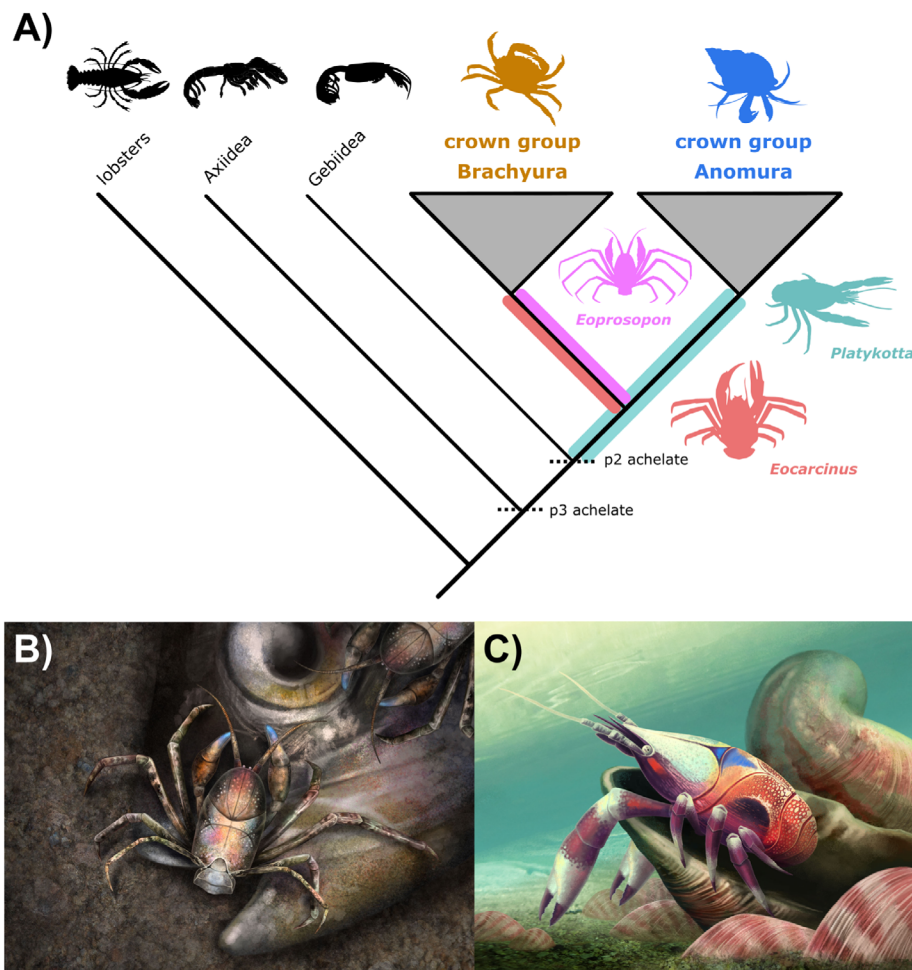 A)
lobsters
Axiidea
Gebiidea
crown group
Brachyura
crown group
Anomura
Eoprosopon
Platykotta
Eocarcinus
p2 achelate
p3 achelate
B)
C)